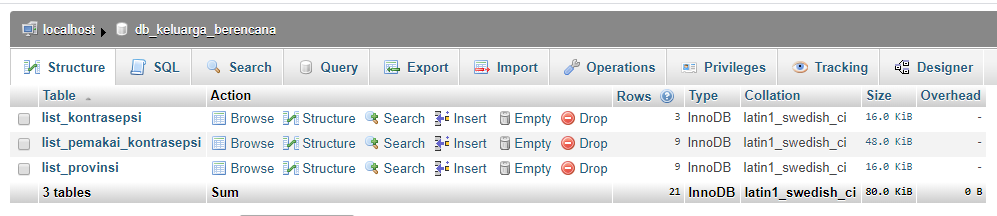 localhost db_keluarga_berencana
Structure SQL Search Query Export Import Operations Privileges Tracking Designer
Table Action Rows Type Collation Size Overhead
list_kontrasepsi Browse Structure Search Insert Empty Drop 3 InnoDB latin1_swedish_ci 16.0 KiB -
list_pemakai_kontrasepsi Browse Structure Search Insert Empty Drop 9 InnoDB latin1_swedish_ci 48.0 KiB -
list_provinsi Browse Structure Search Insert Empty Drop 9 InnoDB latin1_swedish_ci 16.0 KiB -
3 tables Sum 21 InnoDB latin1_swedish_ci 80.0 KiB 0 B